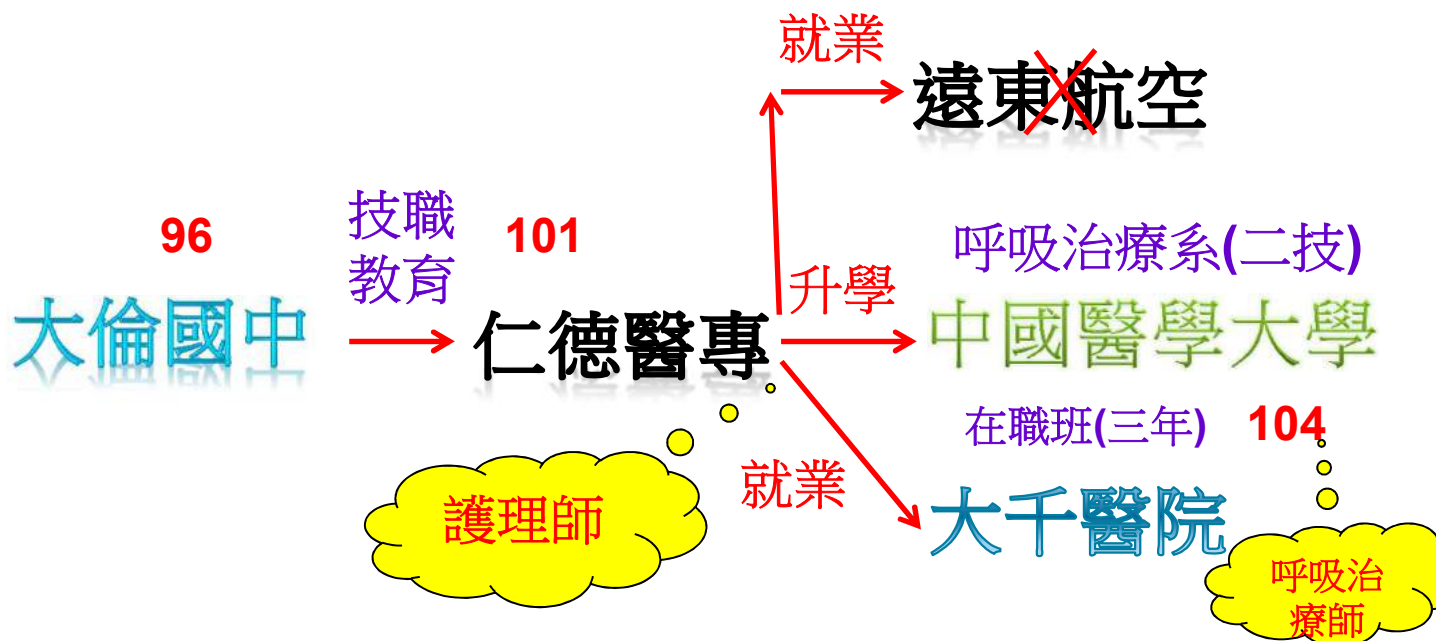 就業
遠東航空
96
技職
教育
101
呼吸治療系(二技)
大倫國中
仁德醫專
升學
中國醫學大學
在職班(三年)
104
護理師
就業
大千醫院
呼吸治
療師